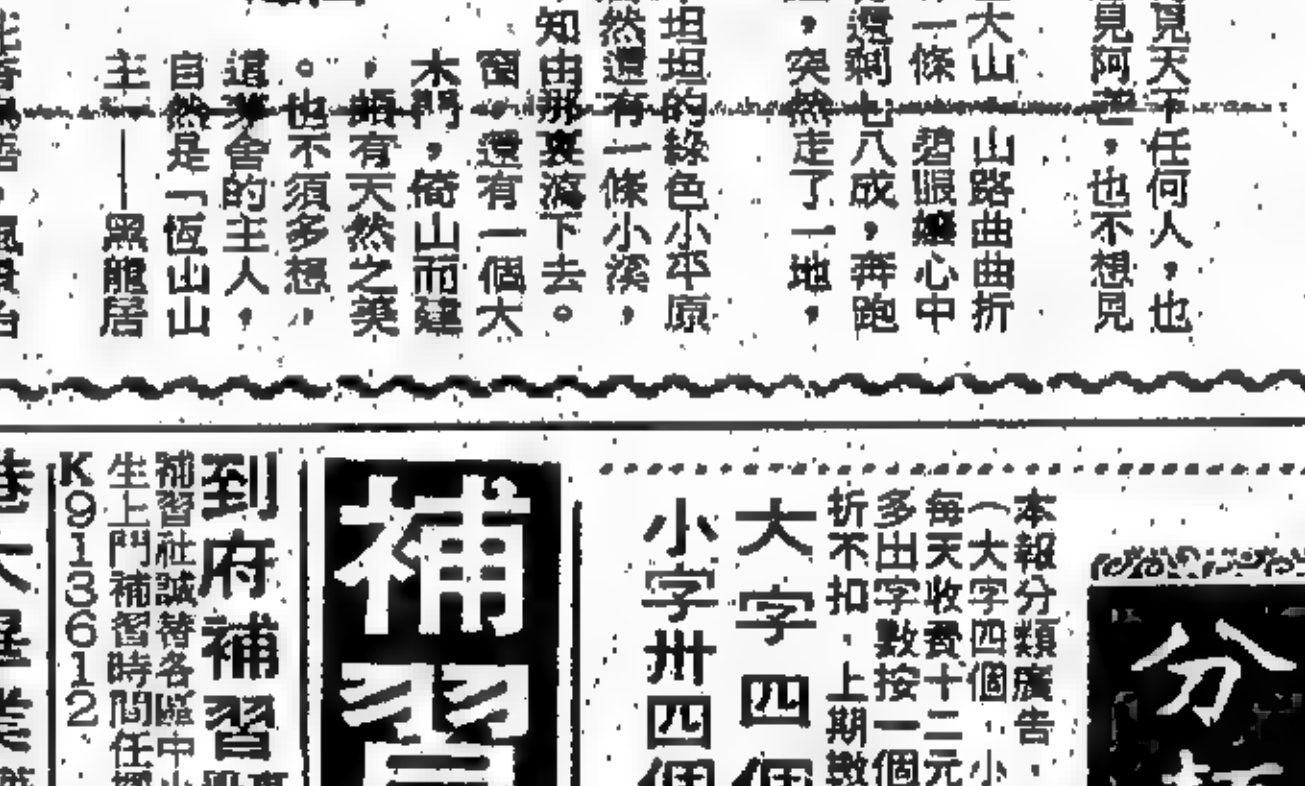 覓天下任何人，也
見阿老，也不想見
大山，山路曲曲折
一條
心中
還剩七八成，奔跑
，突然走了一地，
坦坦的綠色小平原
然還有一條小溪，
知由那裏瀉下去。
窗，還有一個大
木門，倚山而建
，頗有天然之美
。也不須多想，
這茅舍的主人，
自然是「恆山山
主」——黑龍居
分類
本報分類廣告，
（大字四個，小
每天收費十二元
多出字數按一個
折不扣，上期繳
大字四個
小字卅四個
補習
到府補習
補習社誠替各區中小
生上門補習時間任擇
K913612